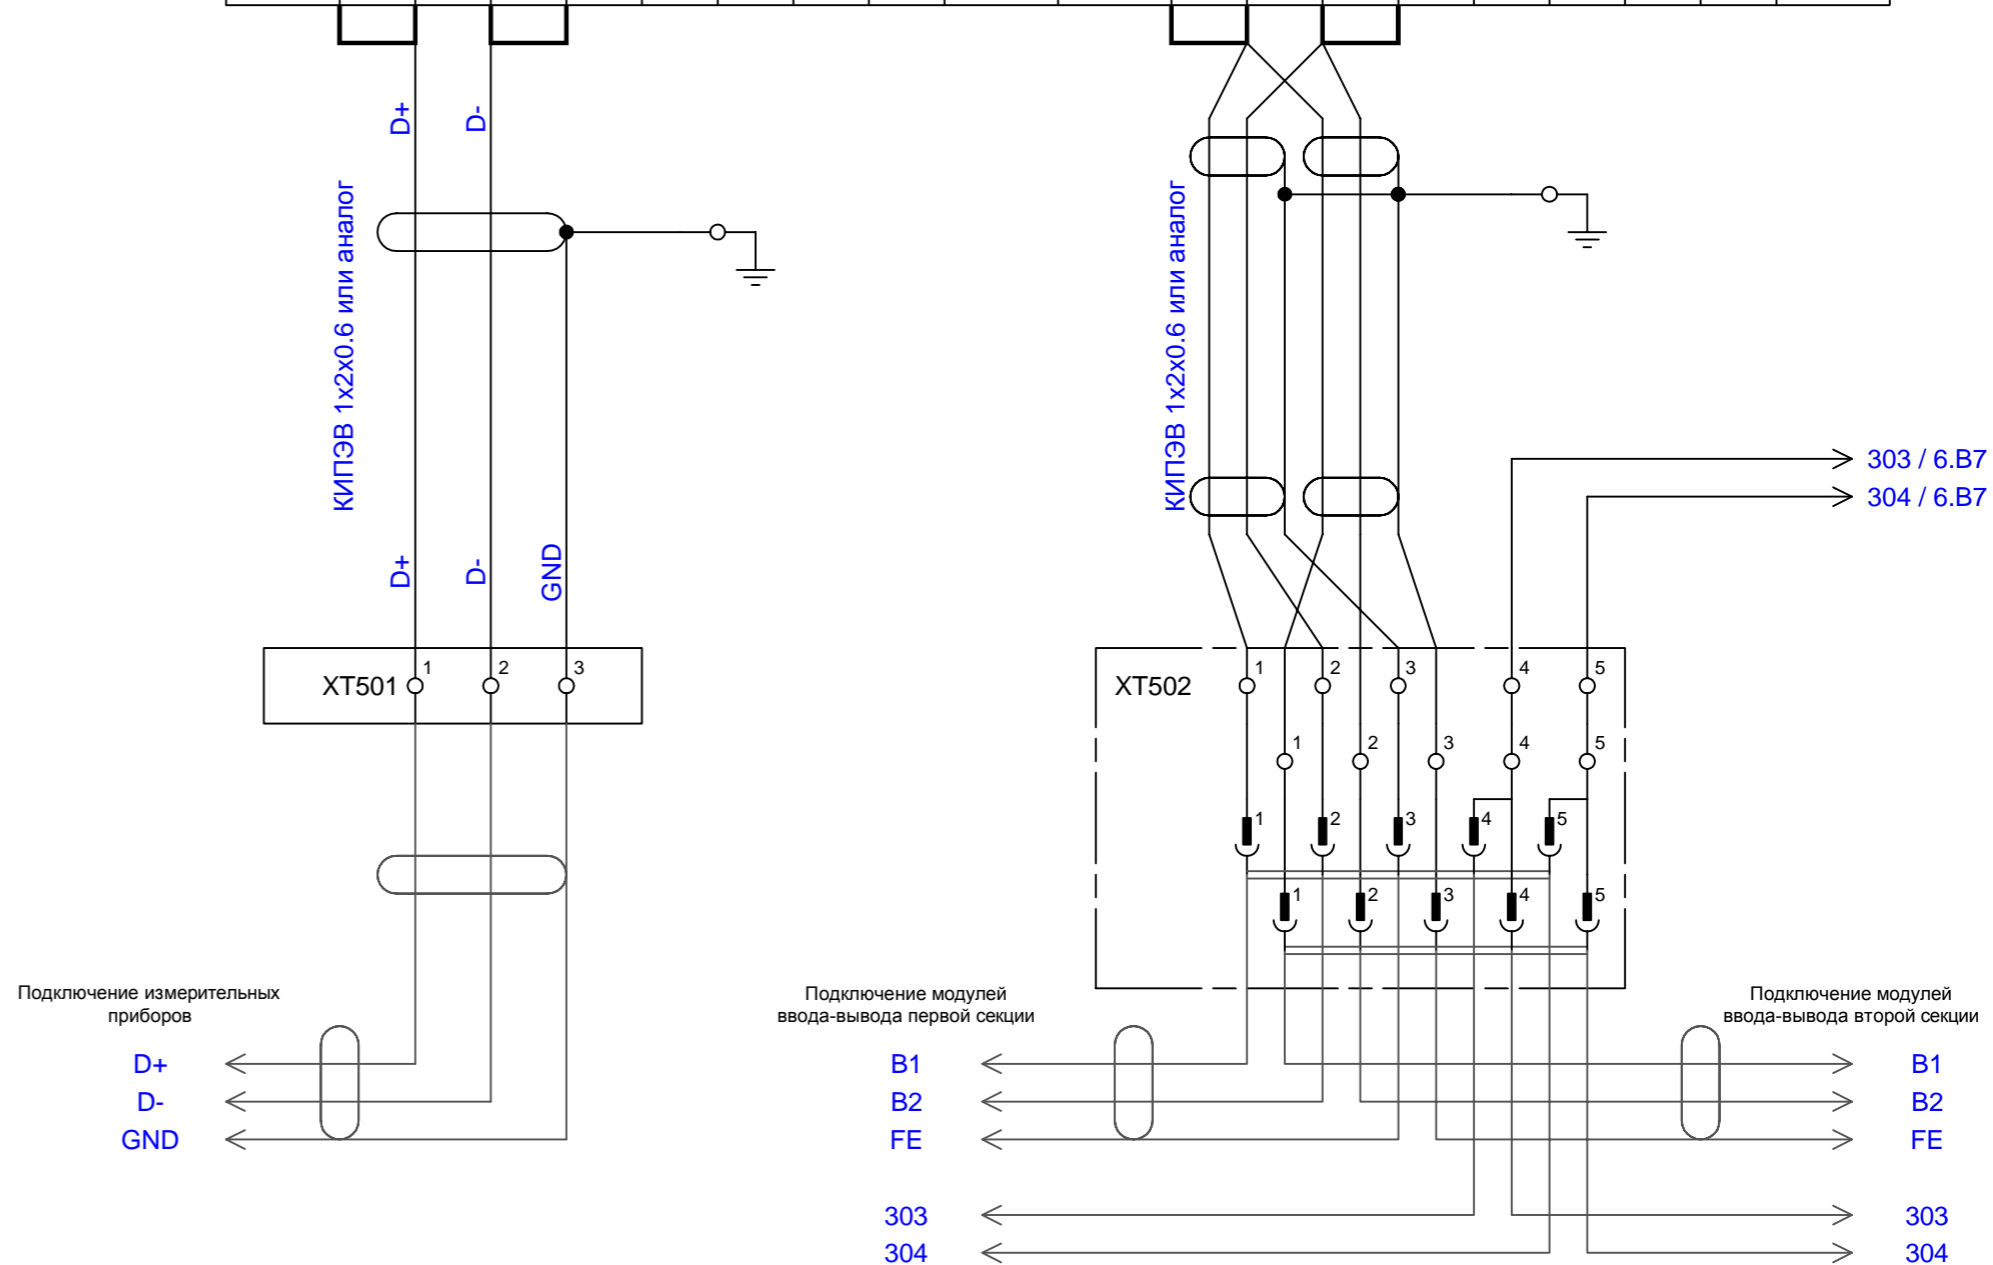 D+
D-
КИПЭВ 1x2x0.6 или аналог
КИПЭВ 1x2x0.6 или аналог
303 / 6.B7
304 / 6.B7
D+
D-
GND
XT501
1
2
3
XT502
1
2
3
4
5
1
2
3
4
5
1
2
3
4
5
1
2
3
4
5
Подключение измерительных
приборов
D+
D-
GND
Подключение модулей
ввода-вывода первой секции
B1
B2
FE
303
304
Подключение модулей
ввода-вывода второй секции
B1
B2
FE
303
304